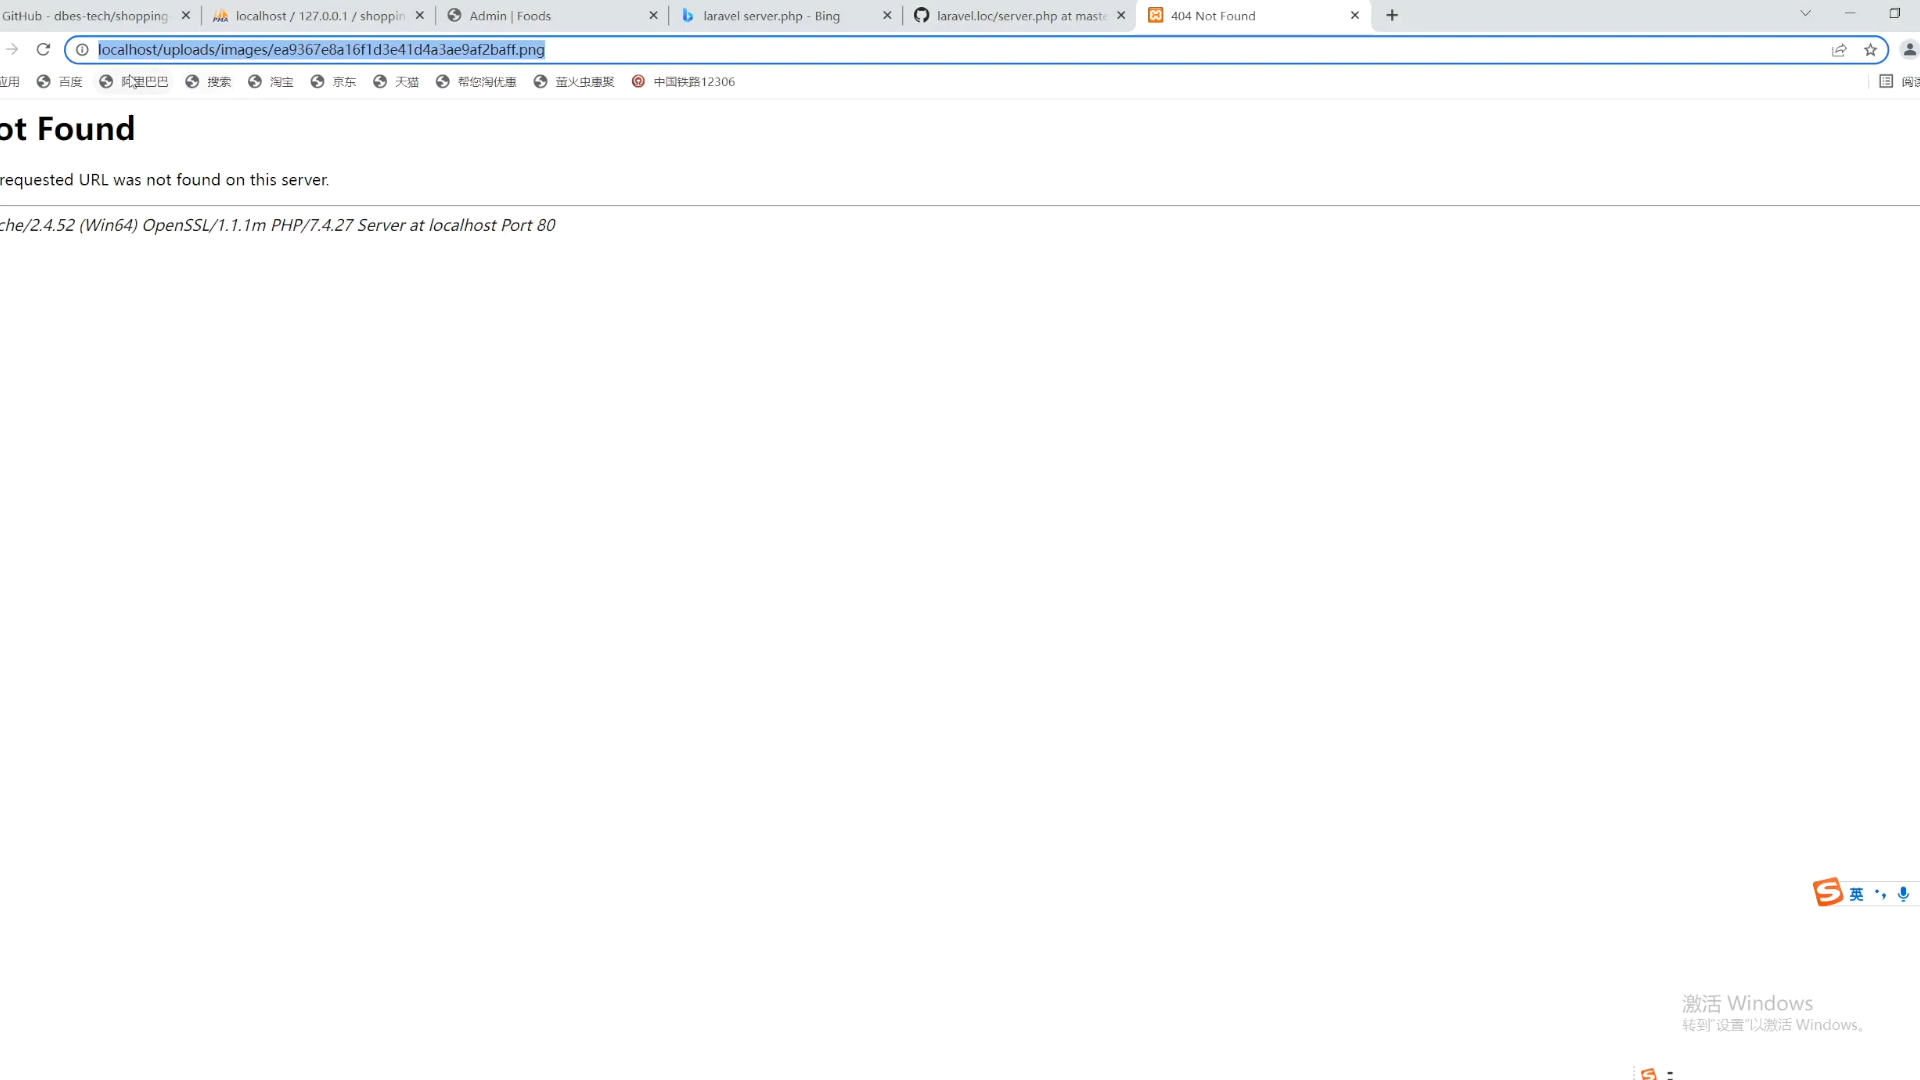 GitHub - dbes-tech/shopping-
localhost / 127.0.0.1 / shoppin
Admin | Foods
laravel server.php - Bing
laravel.loc/server.php at maste
404 Not Found
localhost/uploads/images/ea9367e8a16f1d3e41d4a3ae9af2baff.png
应用 百度 阿里巴巴 搜索 淘宝 京东 天猫 帮您淘优惠 萤火虫惠聚 中国铁路12306 阅读
ot Found
requested URL was not found on this server.
che/2.4.52 (Win64) OpenSSL/1.1.1m PHP/7.4.27 Server at localhost Port 80
英
激活 Windows
转到"设置"以激活 Windows。